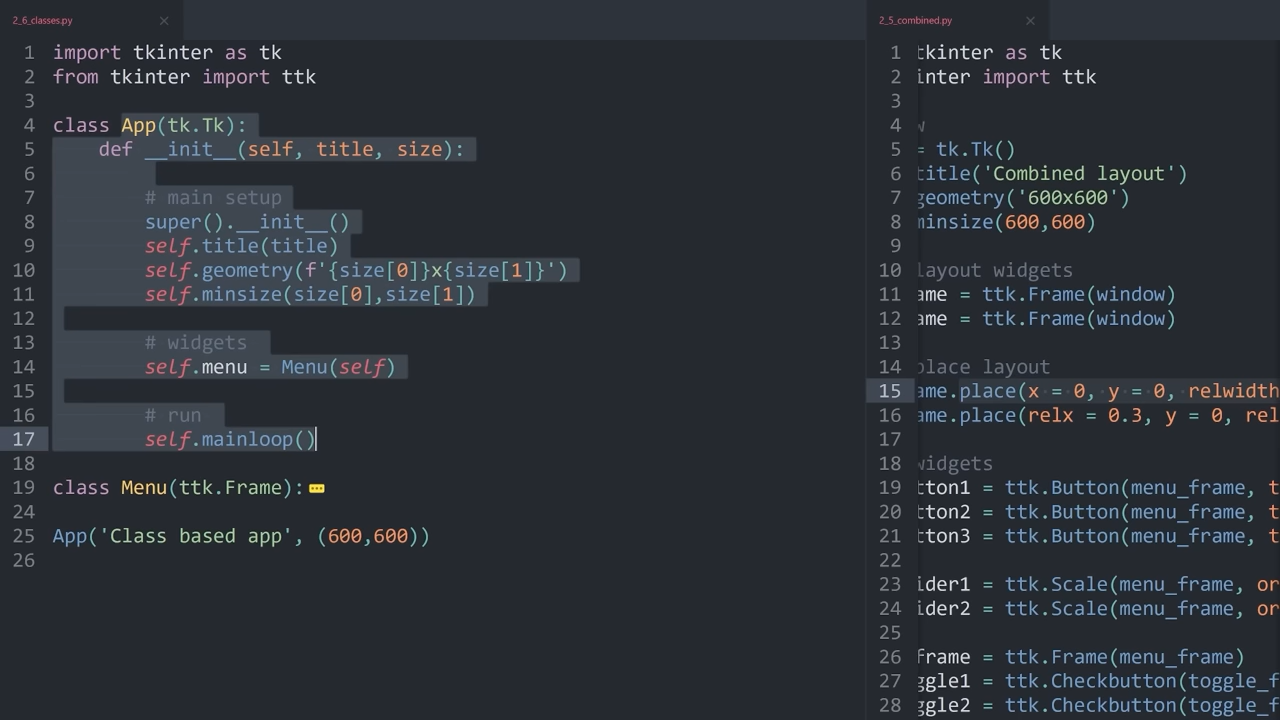 2_6_classes.py
1 import tkinter as tk
2 from tkinter import ttk
3
4 class App(tk.Tk):
5 def __init__(self, title, size):
6
7 # main setup
8 super().__init__()
9 self.title(title)
10 self.geometry(f'{size[0]}x{size[1]}')
11 self.minsize(size[0],size[1])
12
13 # widgets
14 self.menu = Menu(self)
15
16 # run
17 self.mainloop()
18
19 class Menu(ttk.Frame):
24
25 App('Class based app', (600,600))
26
2_5_combined.py
1 tkinter as tk
2 inter import ttk
3
4 w
5 = tk.Tk()
6 title('Combined layout')
7 geometry('600x600')
8 minsize(600,600)
9
10 layout widgets
11 ame = ttk.Frame(window)
12 ame = ttk.Frame(window)
13
14 place layout
15 ame.place(x = 0, y = 0, relwidth
16 ame.place(relx = 0.3, y = 0, rel
17
18 widgets
19 tton1 = ttk.Button(menu_frame, t
20 tton2 = ttk.Button(menu_frame, t
21 tton3 = ttk.Button(menu_frame, t
22
23 ider1 = ttk.Scale(menu_frame, or
24 ider2 = ttk.Scale(menu_frame, or
25
26 frame = ttk.Frame(menu_frame)
27 ggle1 = ttk.Checkbutton(toggle_f
28 ggle2 = ttk.Checkbutton(toggle_f